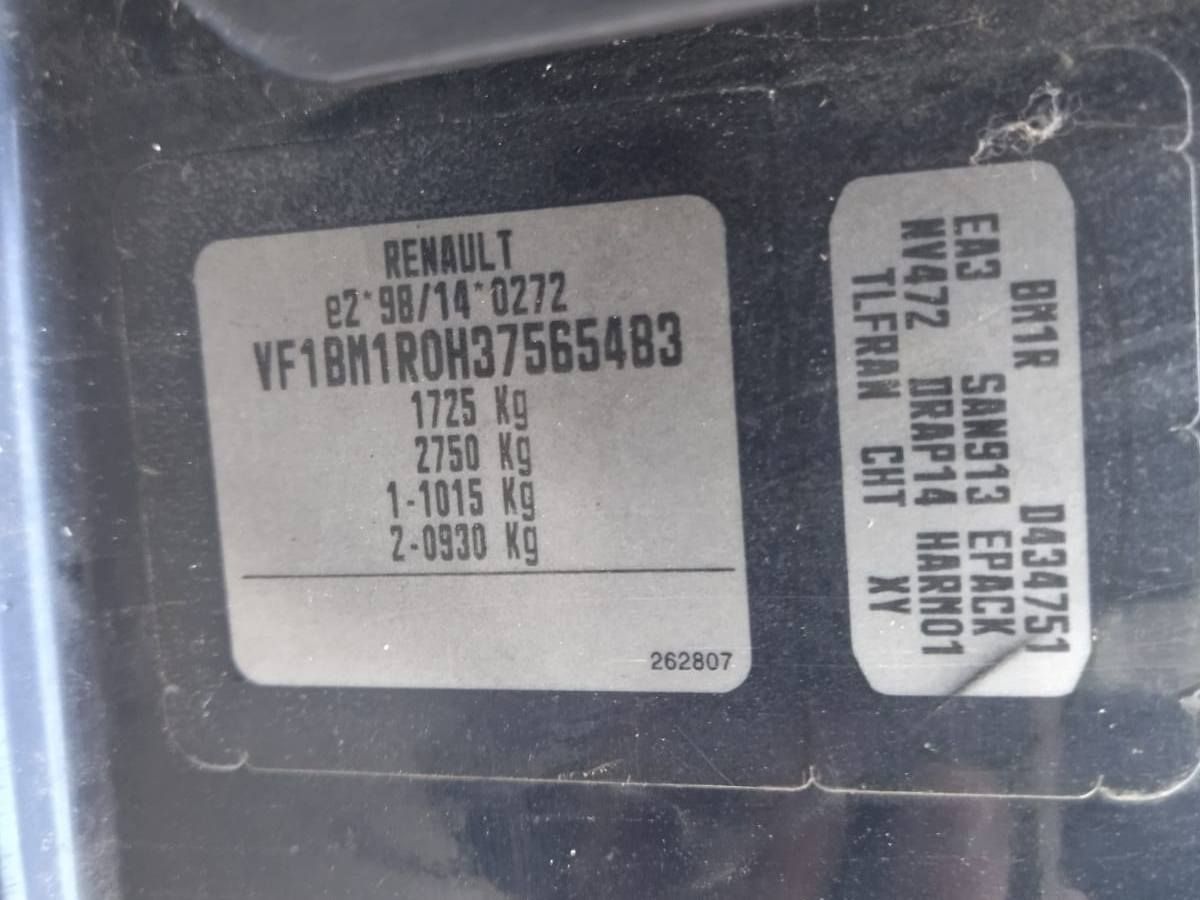 RENAULT
e2*98/14*0272
VF1BM1R0H37565483
1725 Kg
2750 Kg
1-1015 Kg
2-0930 Kg
262807
BM1R D434751
EA3 SAN913 EPACK
NV472 DRAP14 HARM01
TLFRAN CHT XY